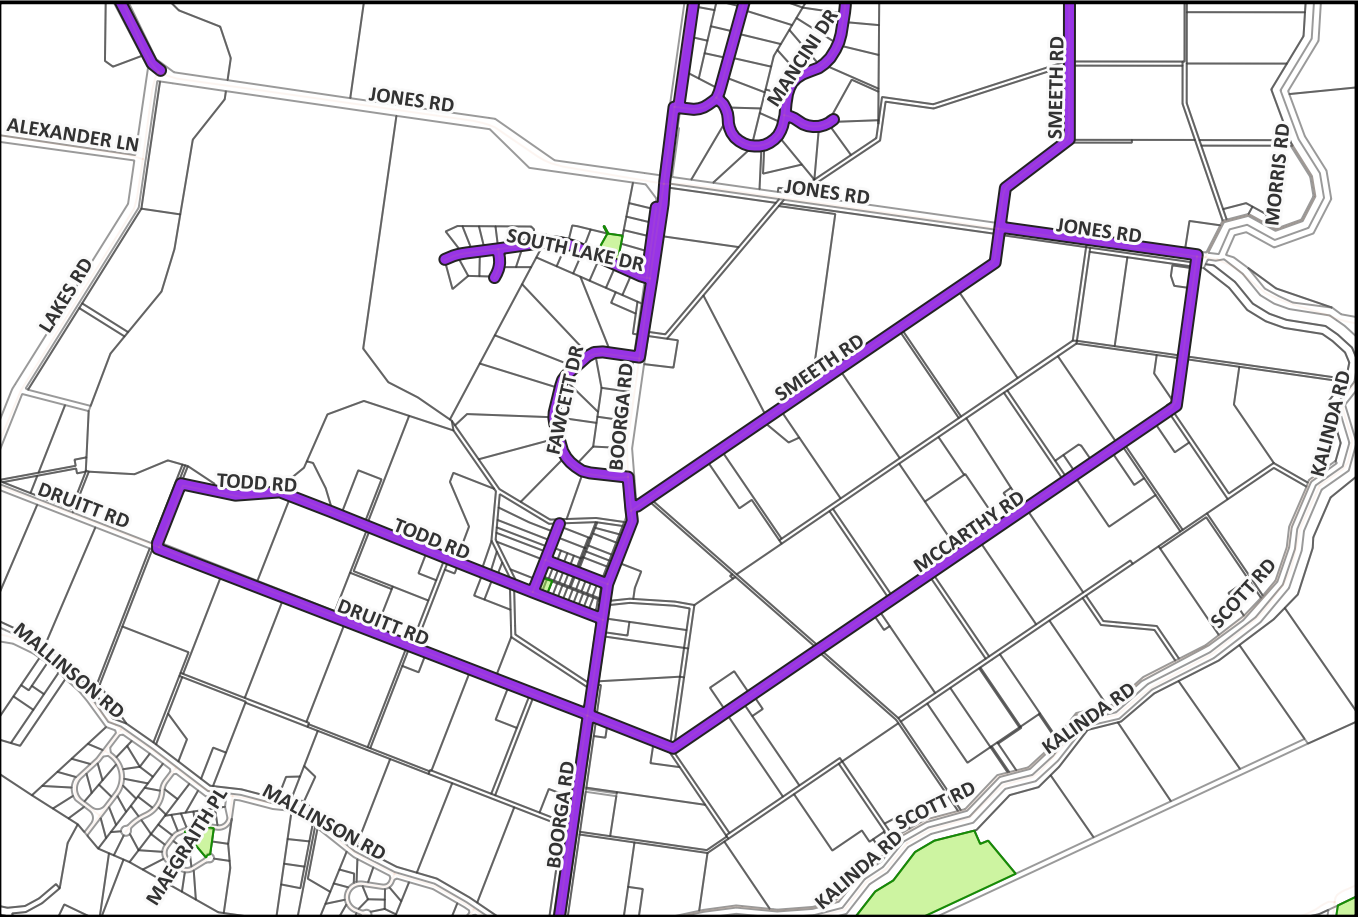 MANCINI DR
SMEETH RD
JONES RD
ALEXANDER LN
MORRIS RD
JONES RD
JONES RD
SOUTH LAKE DR
LAKES RD
SMEETH RD
FAWCETT DR
BOORGA RD
KALINDA RD
TODD RD
DRUITT RD
TODD RD
MCCARTHY RD
SCOTT RD
DRUITT RD
MALLINSON RD
KALINDA RD
BOORGA RD
SCOTT RD
MALLINSON RD
MAEGRAITH PL
KALINDA RD